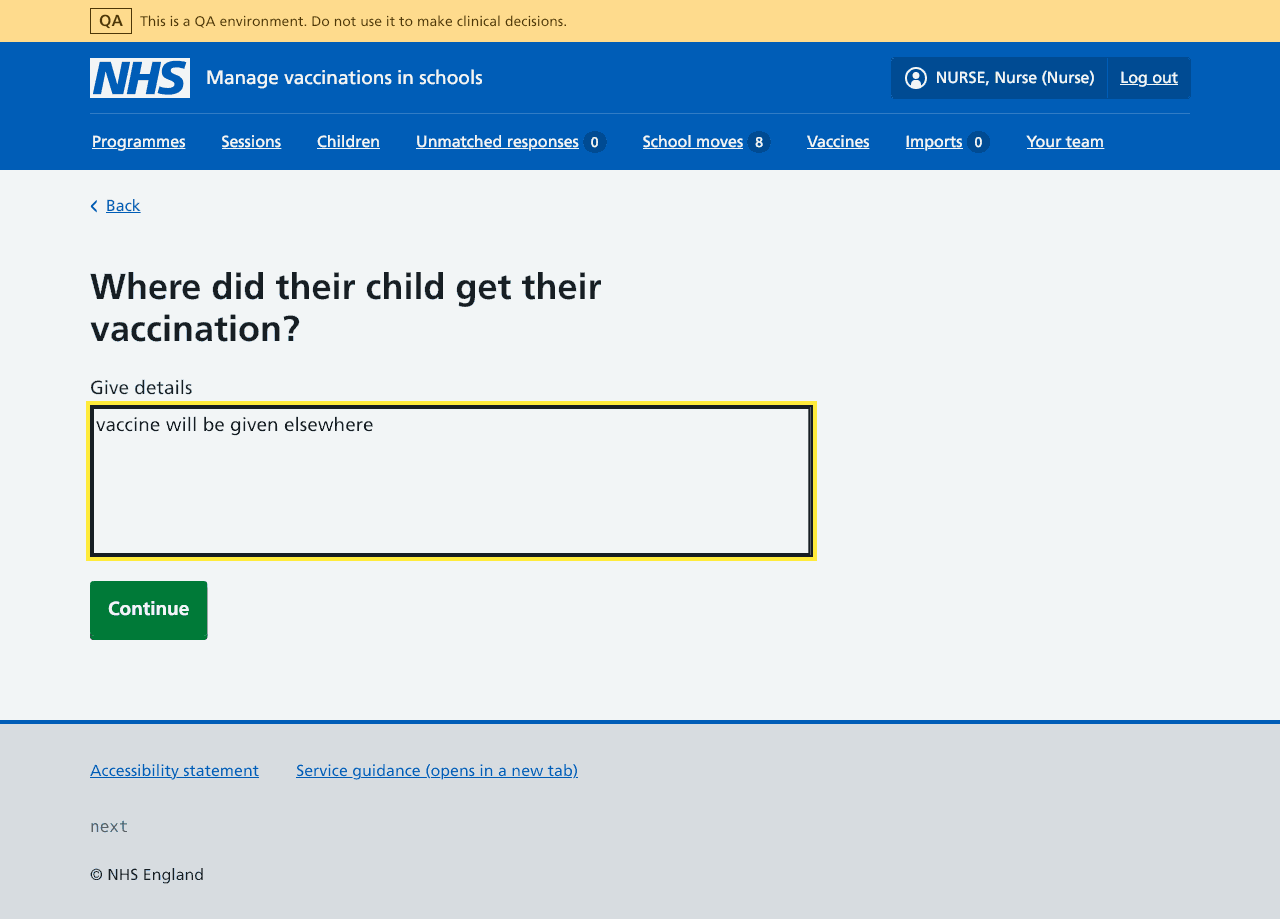 QA This is a QA environment. Do not use it to make clinical decisions.
NHS Manage vaccinations in schools NURSE, Nurse (Nurse) Log out
Programmes Sessions Children Unmatched responses 0 School moves 8 Vaccines Imports 0 Your team
Back
Where did their child get their
vaccination?
Give details
vaccine will be given elsewhere
Continue
Accessibility statement Service guidance (opens in a new tab)
next
© NHS England